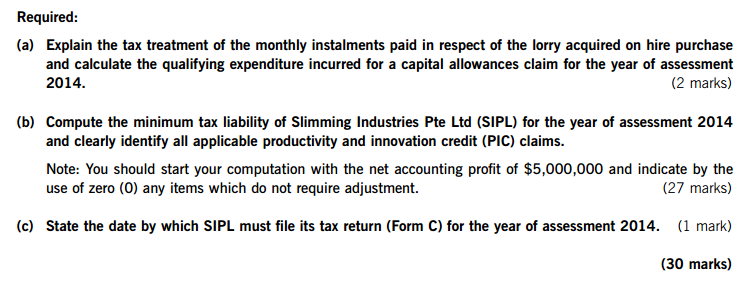 Required:
(a) Explain the tax treatment of the monthly instalments paid in respect of the lorry acquired on hire purchase
and calculate the qualifying expenditure incurred for a capital allowances claim for the year of assessment
2014. (2 marks)
(b) Compute the minimum tax liability of Slimming Industries Pte Ltd (SIPL) for the year of assessment 2014
and clearly identify all applicable productivity and innovation credit (PIC) claims.
Note: You should start your computation with the net accounting profit of $5,000,000 and indicate by the
use of zero (0) any items which do not require adjustment. (27 marks)
(c) State the date by which SIPL must file its tax return (Form C) for the year of assessment 2014. (1 mark)
(30 marks)